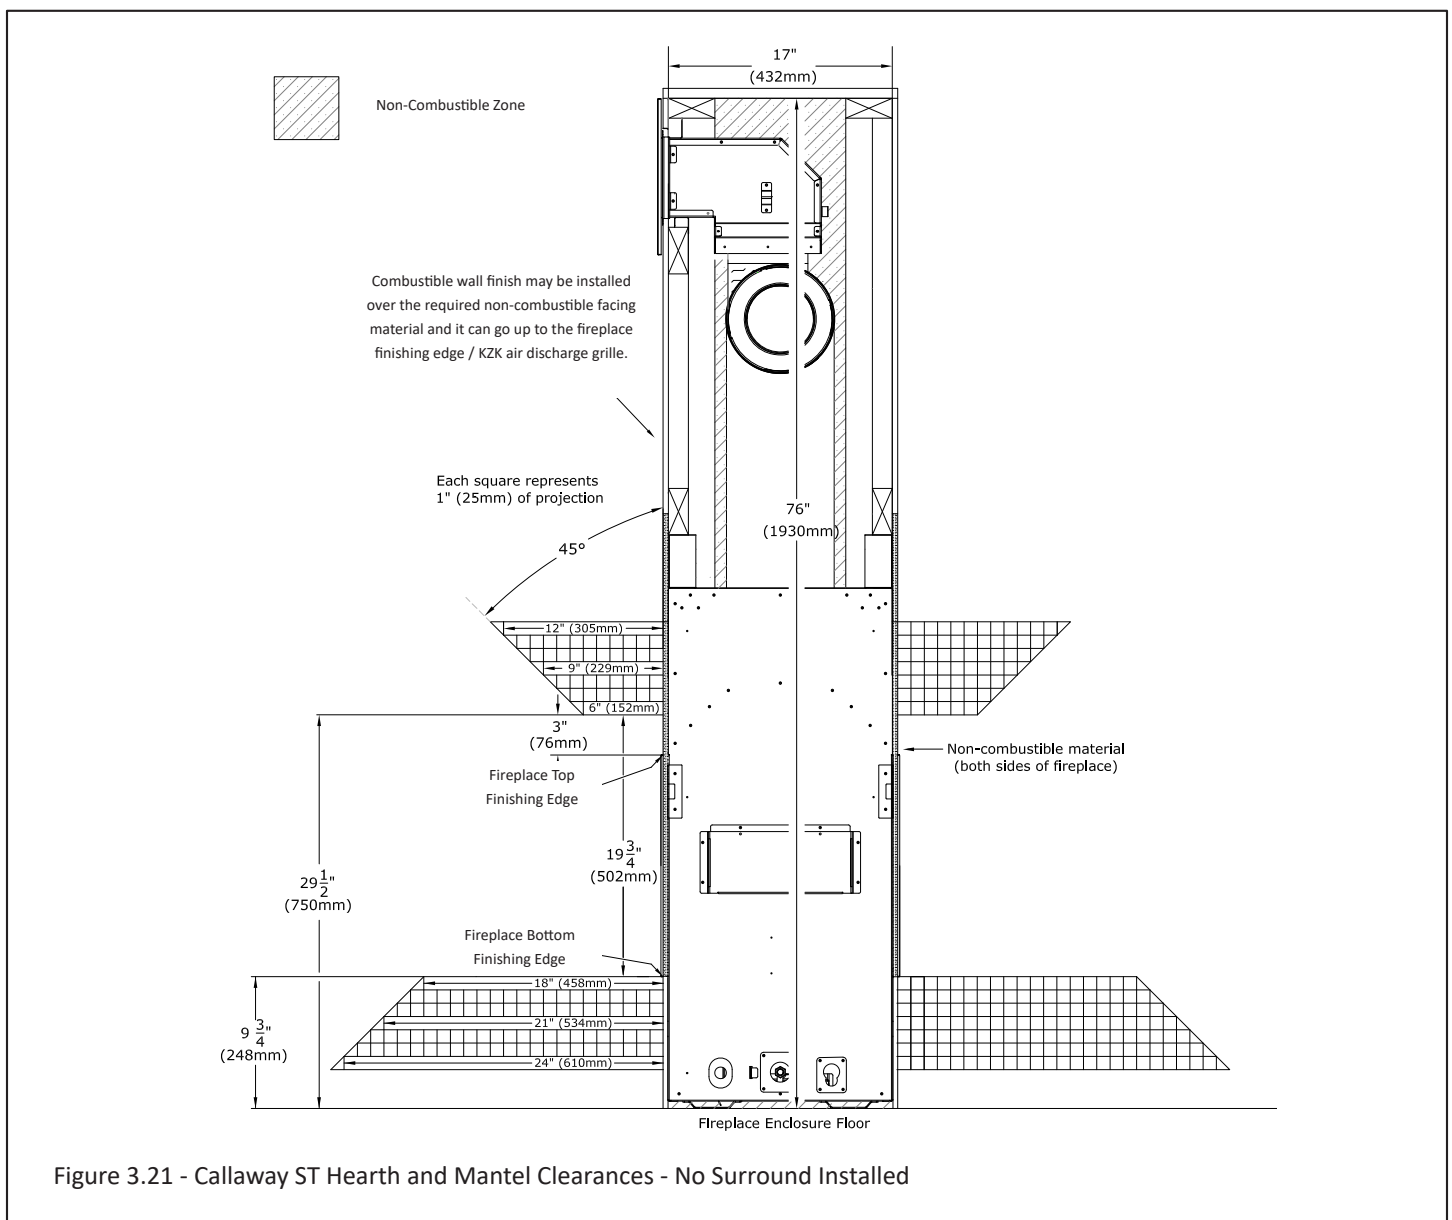 17"
(432mm)
Non-Combustible Zone
Combustible wall finish may be installed
over the required non-combustible facing
material and it can go up to the fireplace
finishing edge / KZK air discharge grille.
Each square represents
1" (25mm) of projection
45°
76"
(1930mm)
12" (305mm)
9" (229mm)
6" (152mm)
3"
(76mm)
Non-combustible material
(both sides of fireplace)
Fireplace Top
Finishing Edge
19 3/4"
(502mm)
29 1/2"
(750mm)
Fireplace Bottom
Finishing Edge
18" (458mm)
21" (534mm)
24" (610mm)
9 3/4"
(248mm)
Fireplace Enclosure Floor
Figure 3.21 - Callaway ST Hearth and Mantel Clearances - No Surround Installed